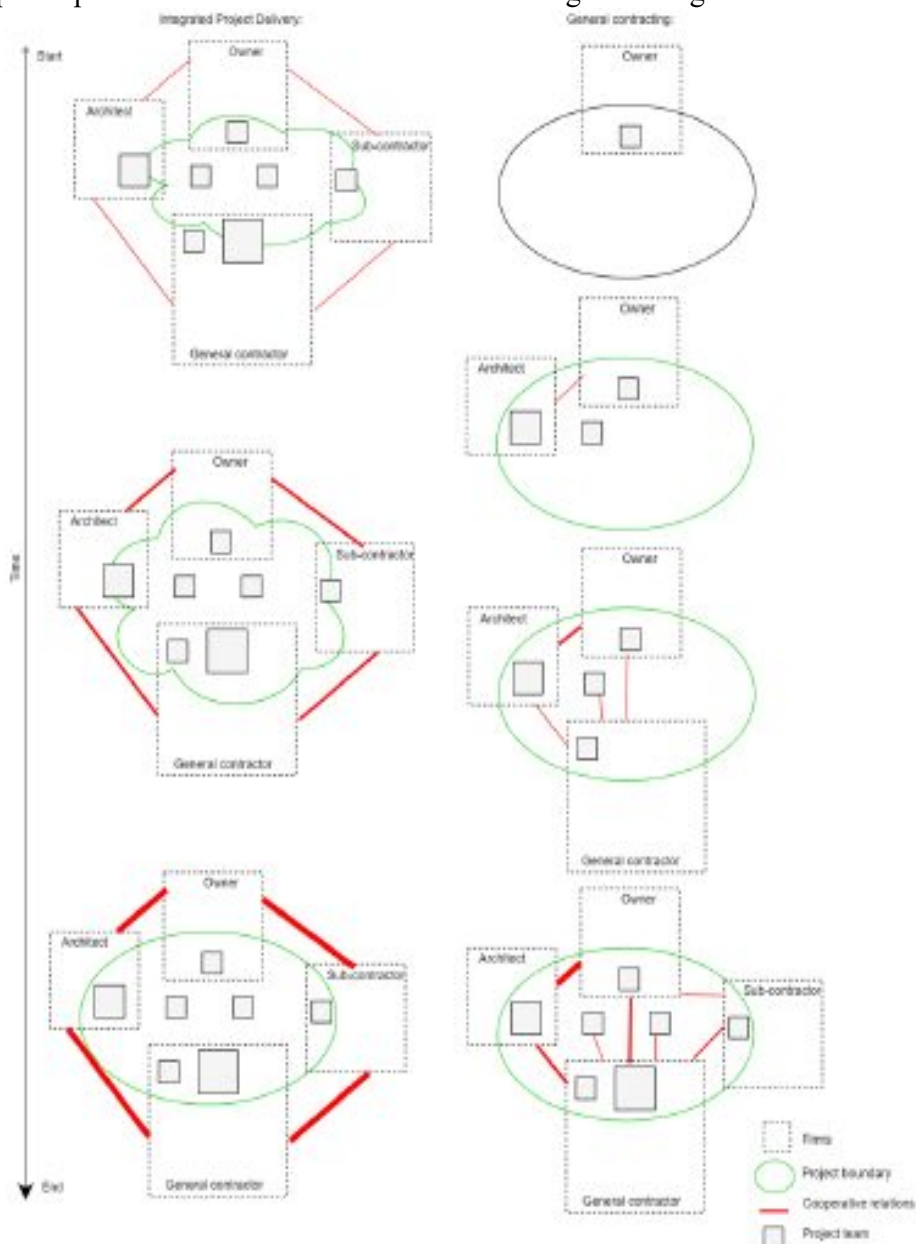 Integrated Project Delivery:
General contracting:
Start
Owner
Architect
Sub-contractor
General contractor
Owner
Owner
Architect
Owner
Architect
Sub-contractor
General contractor
Time
Owner
Architect
General contractor
Owner
Architect
Sub-contractor
General contractor
End
Owner
Architect
Sub-contractor
General contractor
Firms
Project boundary
Cooperative relations
Project team